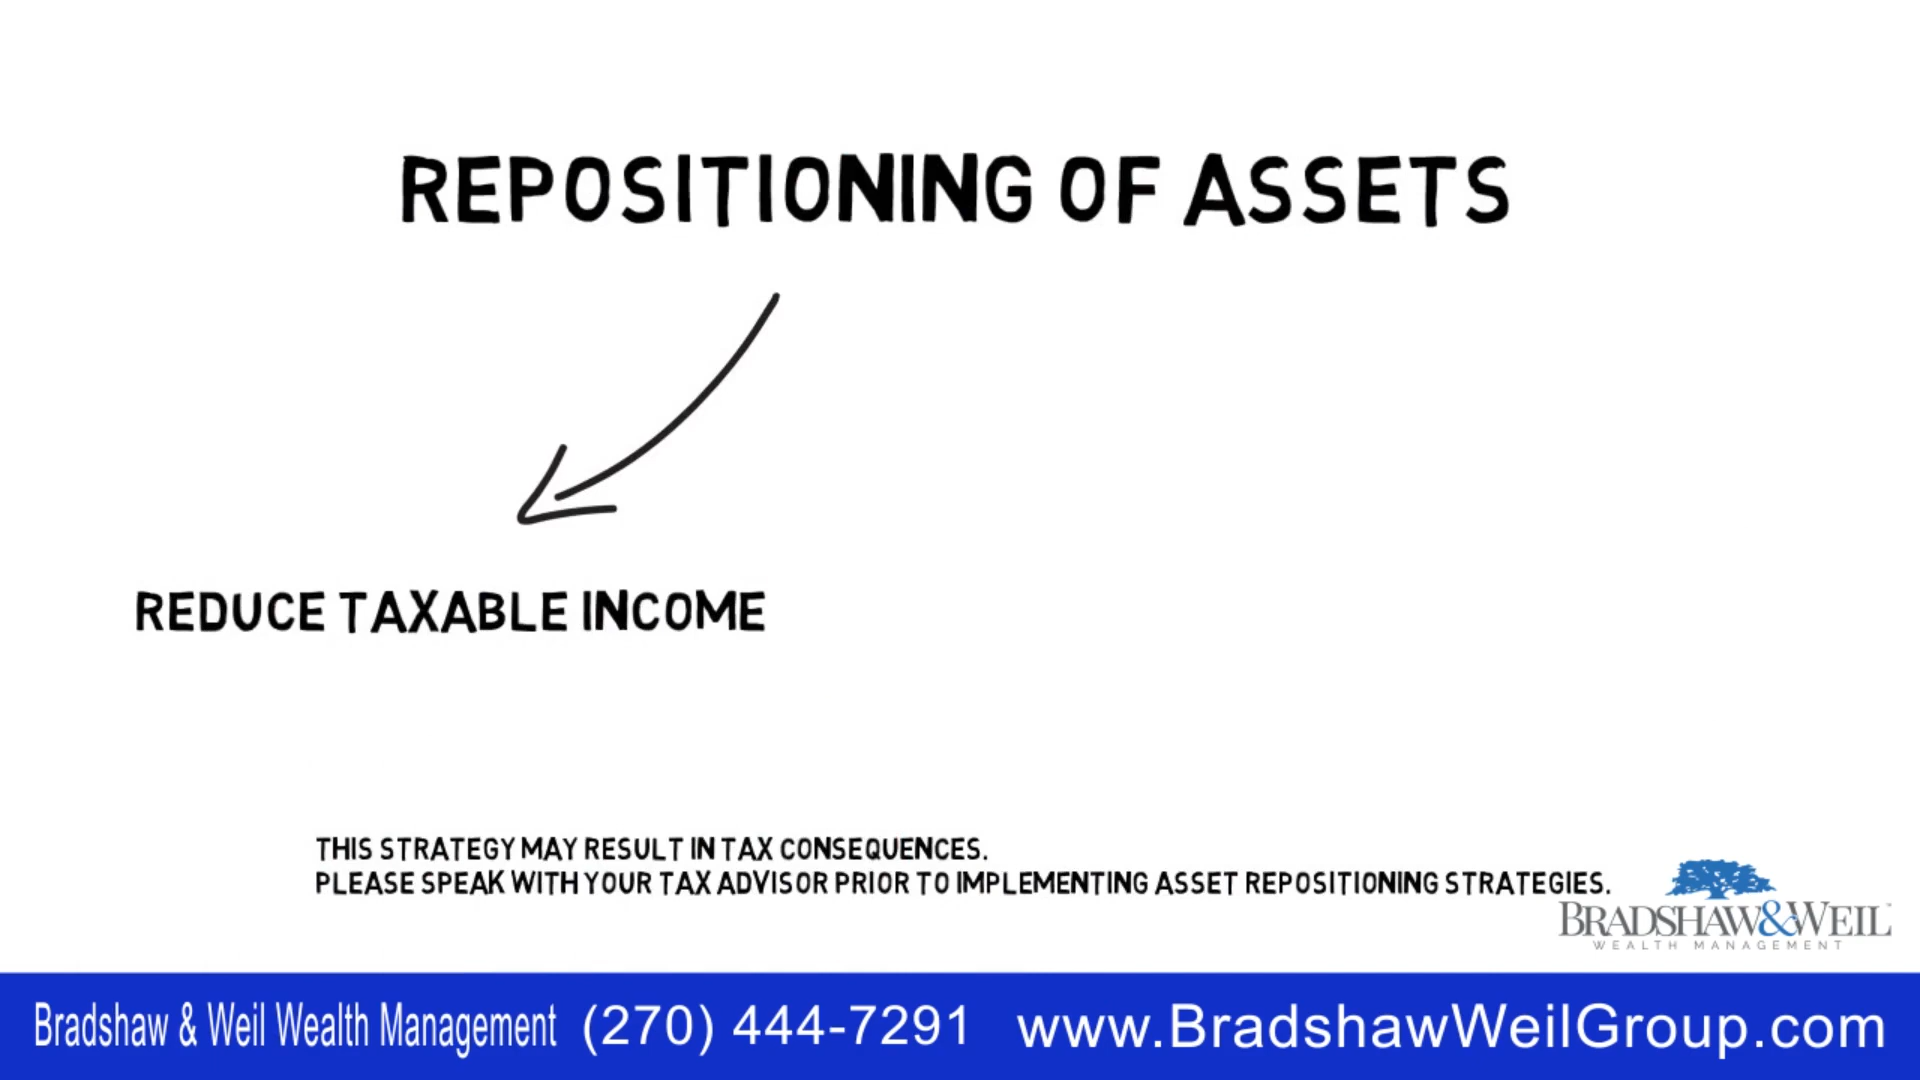 REPOSITIONING OF ASSETS
REDUCE TAXABLE INCOME
THIS STRATEGY MAY RESULT IN TAX CONSEQUENCES.
PLEASE SPEAK WITH YOUR TAX ADVISOR PRIOR TO IMPLEMENTING ASSET REPOSITIONING STRATEGIES.
BRADSHAW&WEIL
WEALTH MANAGEMENT
Bradshaw & Weil Wealth Management (270) 444-7291 www.BradshawWeilGroup.com